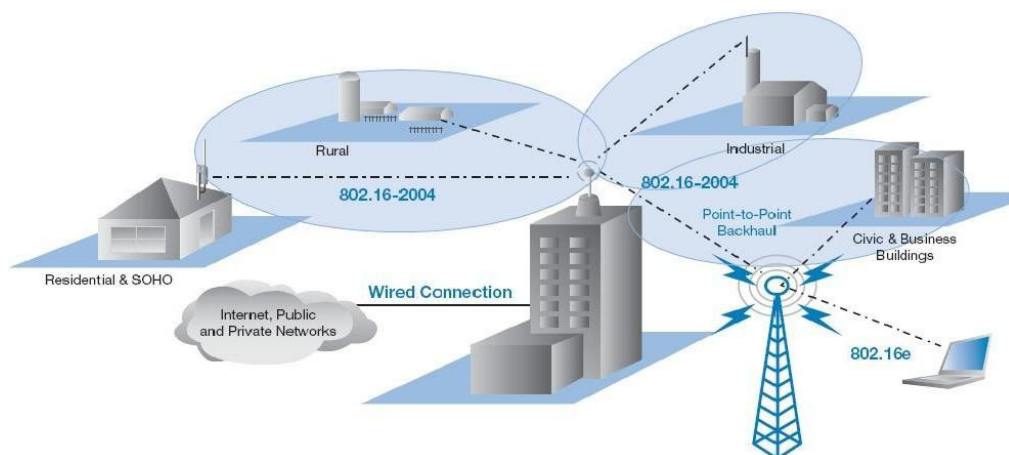 Rural
Industrial
802.16-2004
802.16-2004
Point-to-Point
Backhaul
Civic & Business
Buildings
Residential & SOHO
Wired Connection
Internet, Public
and Private Networks
802.16e